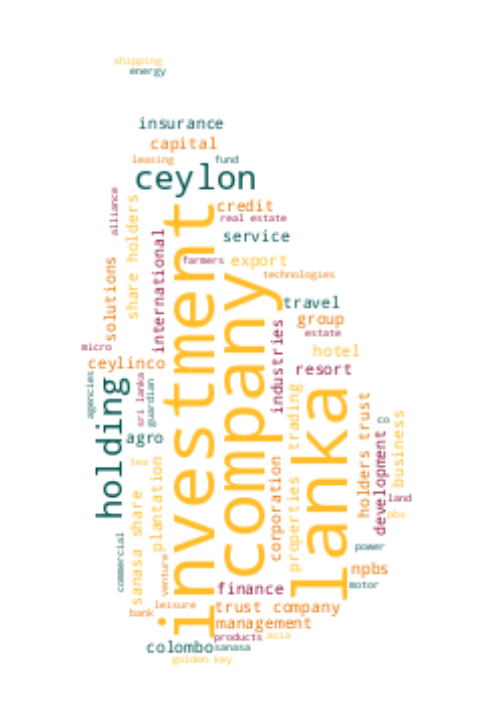 shipping
energy
insurance
capital
leasing
fund
ceylon
alliance
share holders
credit
real estate
service
investment
international
farmers
export
technologies
solutions
company
travel
group
estate
industries
micro
hotel
ceylinco
resort
agencies
holding
sri lanka
guardian
lanka
trading
holders trust
business
co
agro
development
tea
plantation
corporation
properties
land
pbs
sanasa share
commercial
power
venture
npbs
motor
finance
leisure
bank
trust company
management
products
asia
colombo
sanasa
golden key